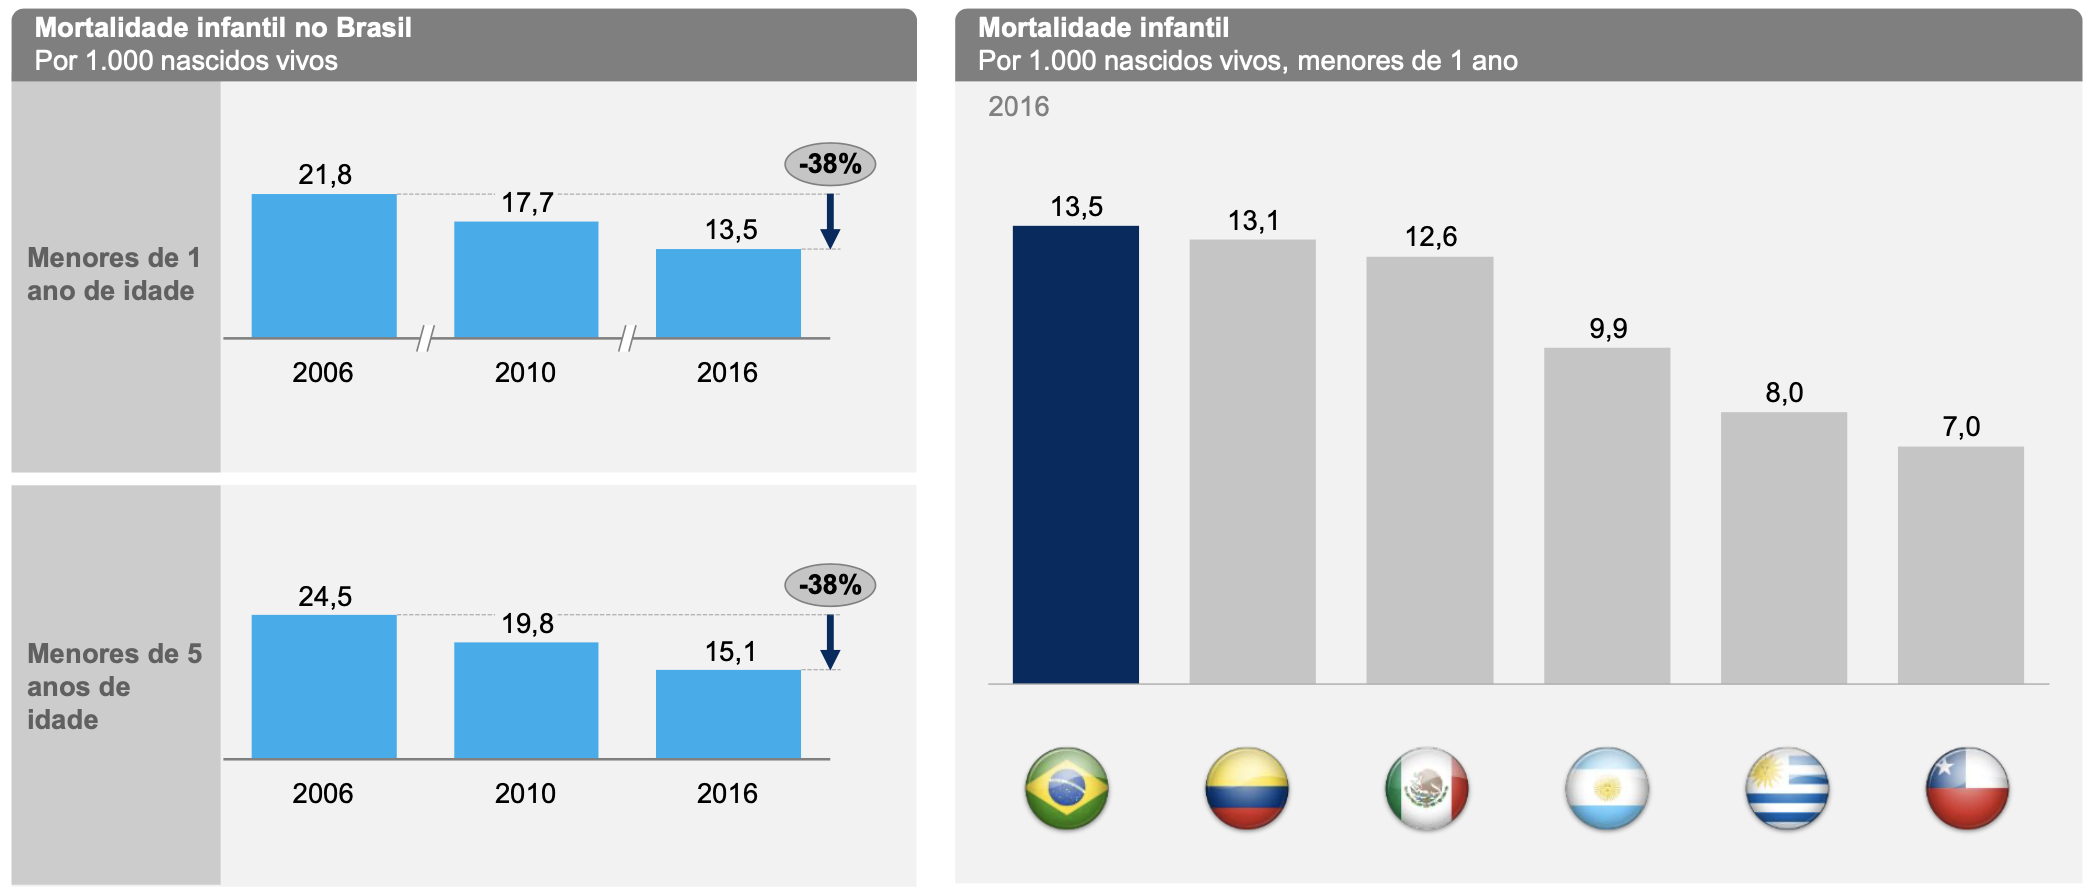 Mortalidade infantil no Brasil
Por 1.000 nascidos vivos
Menores de 1
ano de idade
21,8
17,7
13,5
-38%
2006
2010
2016
Menores de 5
anos de
idade
24,5
19,8
15,1
-38%
2006
2010
2016
Mortalidade infantil
Por 1.000 nascidos vivos, menores de 1 ano
2016
13,5
13,1
12,6
9,9
8,0
7,0